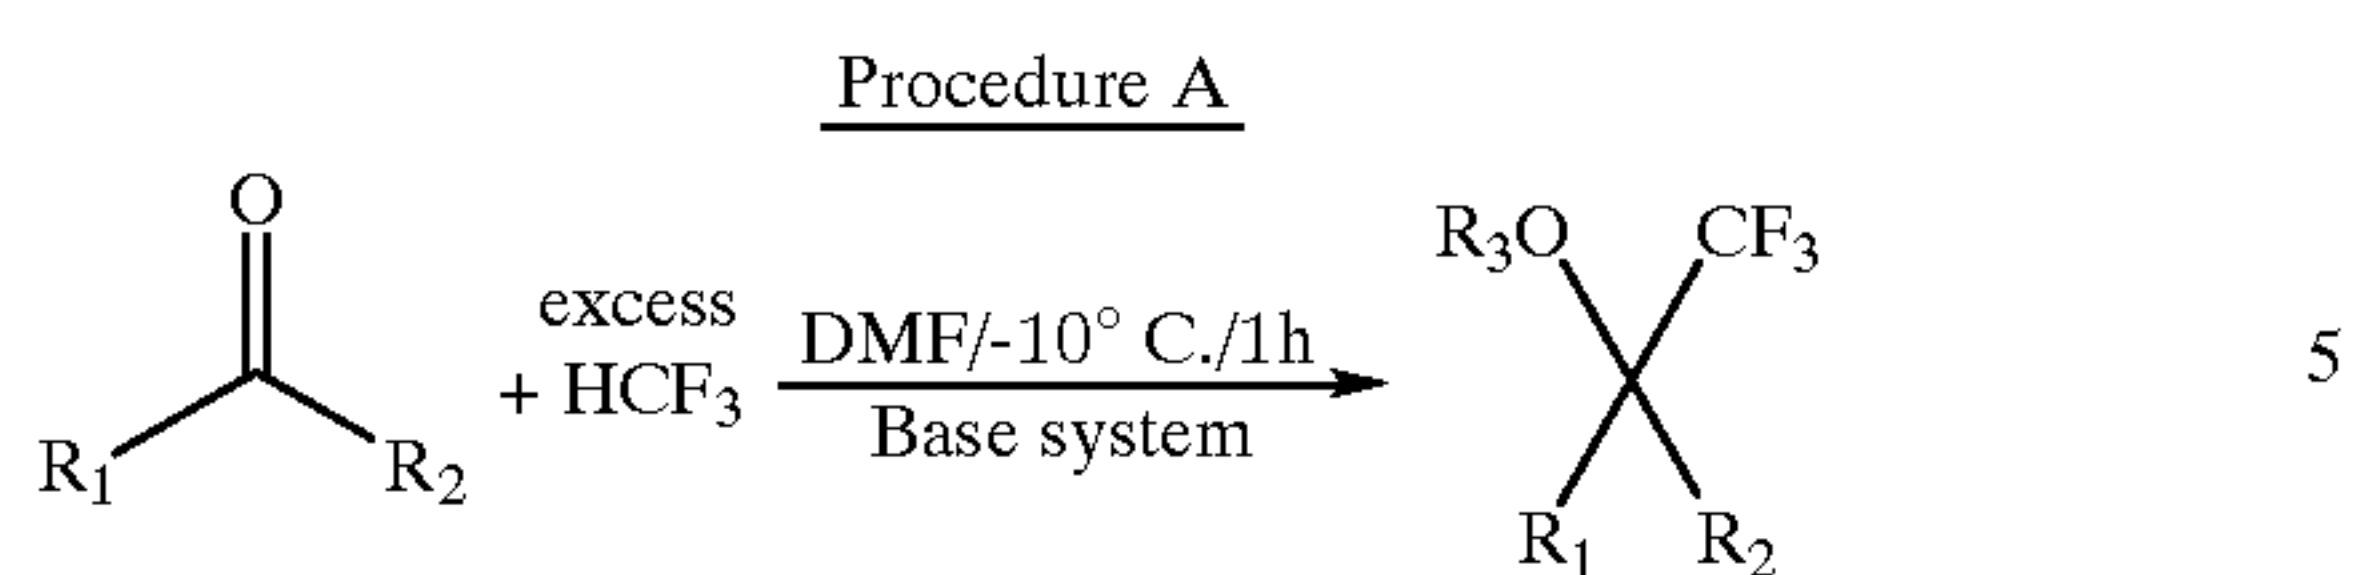 Procedure A
O
R₃O CF₃
excess
+ HCF₃
DMF/-10° C./1h
Base system
5
R₁ R₂
R₁ R₂